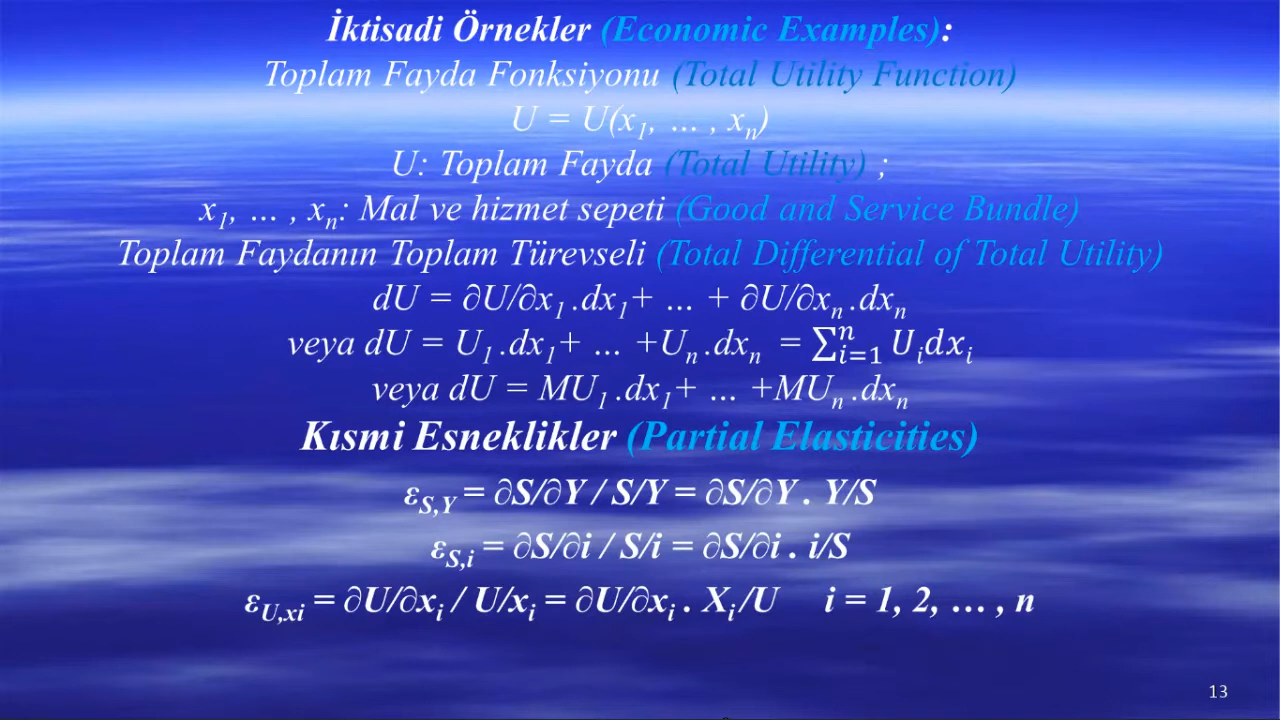 İktisadi Örnekler (Economic Examples):
Toplam Fayda Fonksiyonu (Total Utility Function)
U = U(x₁, … , xₙ)
U: Toplam Fayda (Total Utility) ;
x₁, … , xₙ: Mal ve hizmet sepeti (Good and Service Bundle)
Toplam Faydanın Toplam Türevseli (Total Differential of Total Utility)
dU = ∂U/∂x₁ .dx₁+ … + ∂U/∂xₙ .dxₙ
veya dU = U₁ .dx₁+ … +Uₙ .dxₙ = ∑ⁿᵢ₌₁ Uᵢdxᵢ
veya dU = MU₁ .dx₁+ … +MUₙ .dxₙ
Kısmi Esneklikler (Partial Elasticities)
ε_S,Y = ∂S/∂Y / S/Y = ∂S/∂Y . Y/S
ε_S,i = ∂S/∂i / S/i = ∂S/∂i . i/S
ε_U,xi = ∂U/∂xᵢ / U/xᵢ = ∂U/∂xᵢ . Xᵢ /U i = 1, 2, … , n
13